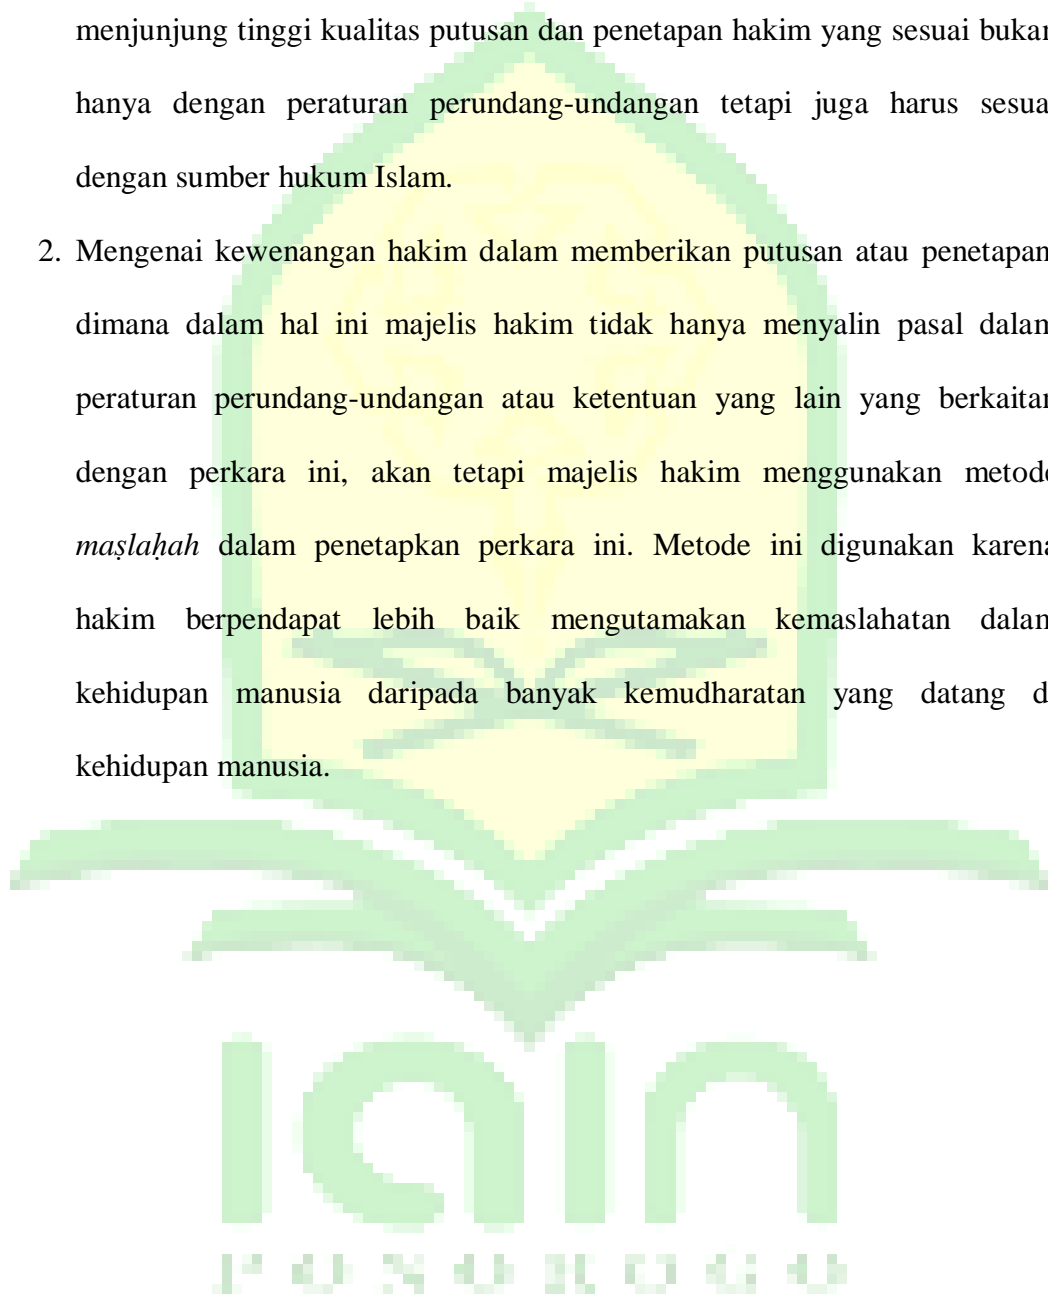 menjunjung tinggi kualitas putusan dan penetapan hakim yang sesuai bukan
hanya dengan peraturan perundang-undangan tetapi juga harus sesua
dengan sumber hukum Islam.
2. Mengenai kewenangan hakim dalam memberikan putusan atau penetapan
dimana dalam hal ini majelis hakim tidak hanya menyalin pasal dalam
peraturan perundang-undangan atau ketentuan yang lain yang berkaitan
dengan perkara ini, akan tetapi majelis hakim menggunakan metode
maṣlaḥah dalam penetapkan perkara ini. Metode ini digunakan karena
hakim berpendapat lebih baik mengutamakan kemaslahatan dalam
kehidupan manusia daripada banyak kemudharatan yang datang d
kehidupan manusia.
iain
PONOROGO